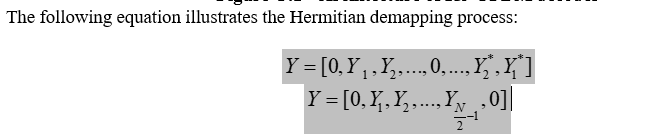 The following equation illustrates the Hermitian demapping process:
Y = [0, Y₁, Y₂, ..., 0, ..., Y₂*, Y₁*]
Y = [0, Y₁, Y₂, ..., Y_{N/2−1}, 0]